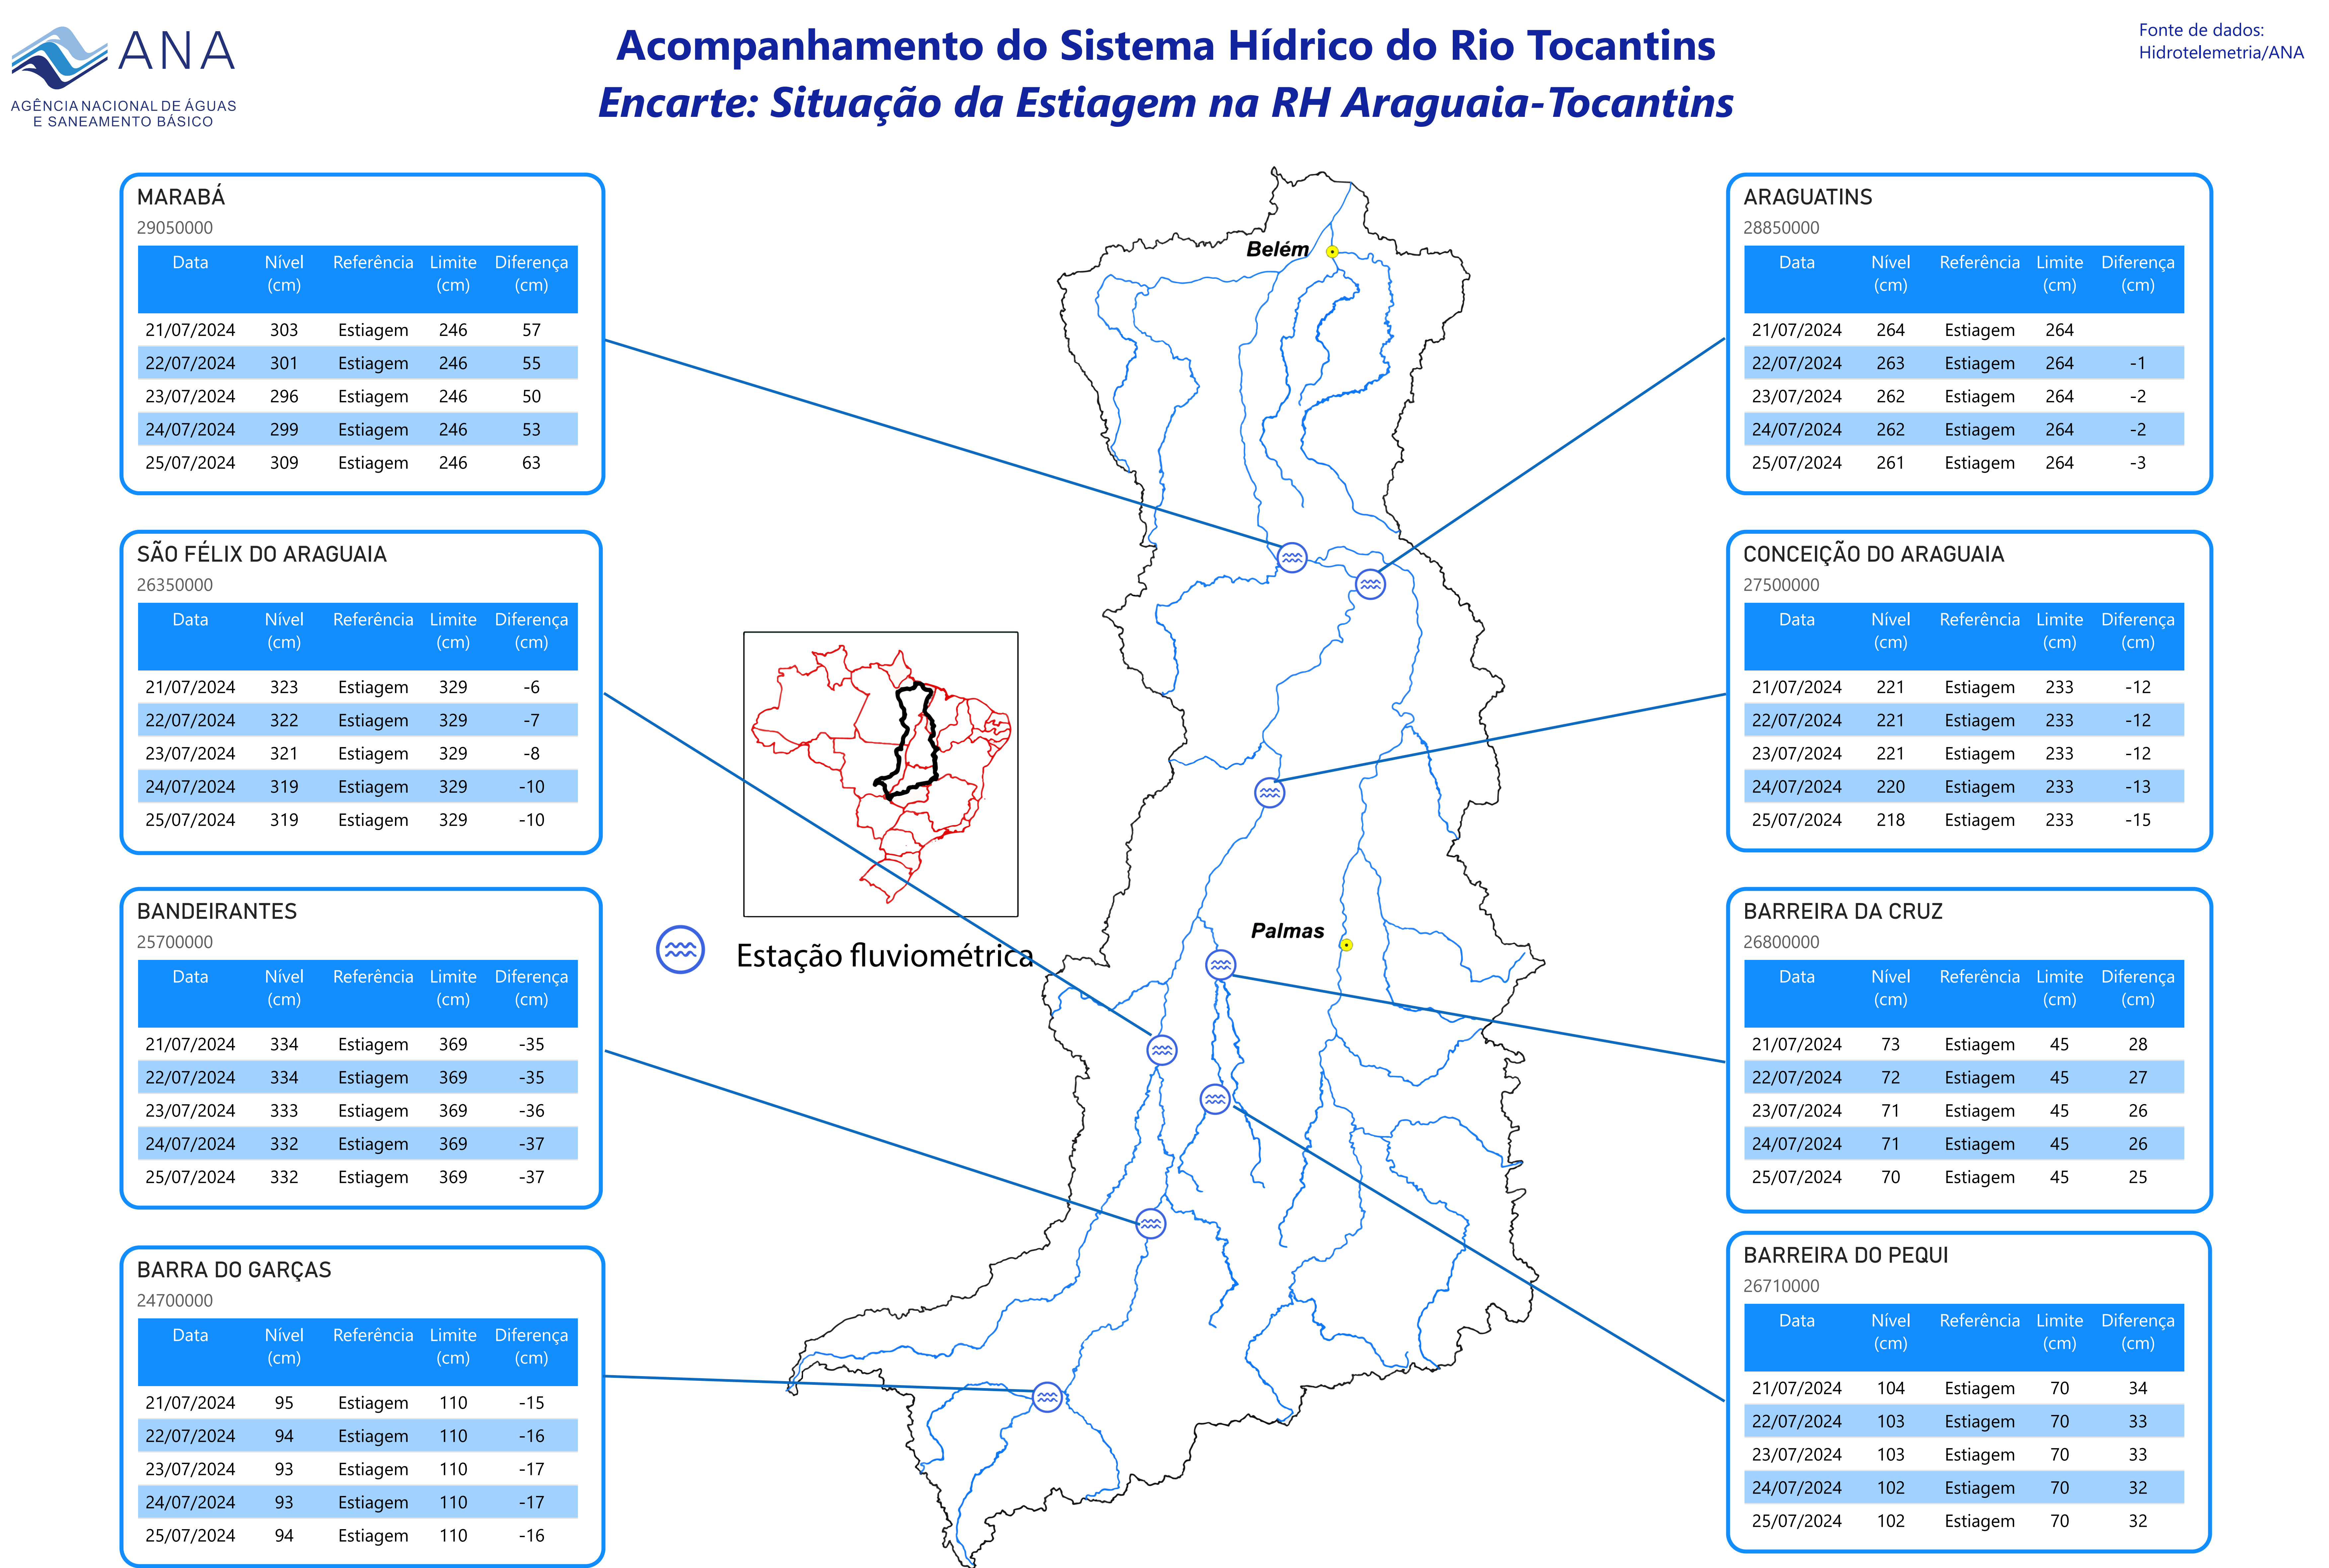 ANA
AGÊNCIA NACIONAL DE ÁGUAS
E SANEAMENTO BÁSICO
Acompanhamento do Sistema Hídrico do Rio Tocantins
Encarte: Situação da Estiagem na RH Araguaia-Tocantins
Fonte de dados:
Hidrotelemetria/ANA
MARABÁ
29050000
Data Nível (cm) Referência Limite (cm) Diferença (cm)
21/07/2024 303 Estiagem 246 57
22/07/2024 301 Estiagem 246 55
23/07/2024 296 Estiagem 246 50
24/07/2024 299 Estiagem 246 53
25/07/2024 309 Estiagem 246 63
SÃO FÉLIX DO ARAGUAIA
26350000
Data Nível (cm) Referência Limite (cm) Diferença (cm)
21/07/2024 323 Estiagem 329 -6
22/07/2024 322 Estiagem 329 -7
23/07/2024 321 Estiagem 329 -8
24/07/2024 319 Estiagem 329 -10
25/07/2024 319 Estiagem 329 -10
BANDEIRANTES
25700000
Data Nível (cm) Referência Limite (cm) Diferença (cm)
21/07/2024 334 Estiagem 369 -35
22/07/2024 334 Estiagem 369 -35
23/07/2024 333 Estiagem 369 -36
24/07/2024 332 Estiagem 369 -37
25/07/2024 332 Estiagem 369 -37
BARRA DO GARÇAS
24700000
Data Nível (cm) Referência Limite (cm) Diferença (cm)
21/07/2024 95 Estiagem 110 -15
22/07/2024 94 Estiagem 110 -16
23/07/2024 93 Estiagem 110 -17
24/07/2024 93 Estiagem 110 -17
25/07/2024 94 Estiagem 110 -16
Belém
Palmas
Estação fluviométrica
ARAGUATINS
28850000
Data Nível (cm) Referência Limite (cm) Diferença (cm)
21/07/2024 264 Estiagem 264
22/07/2024 263 Estiagem 264 -1
23/07/2024 262 Estiagem 264 -2
24/07/2024 262 Estiagem 264 -2
25/07/2024 261 Estiagem 264 -3
CONCEIÇÃO DO ARAGUAIA
27500000
Data Nível (cm) Referência Limite (cm) Diferença (cm)
21/07/2024 221 Estiagem 233 -12
22/07/2024 221 Estiagem 233 -12
23/07/2024 221 Estiagem 233 -12
24/07/2024 220 Estiagem 233 -13
25/07/2024 218 Estiagem 233 -15
BARREIRA DA CRUZ
26800000
Data Nível (cm) Referência Limite (cm) Diferença (cm)
21/07/2024 73 Estiagem 45 28
22/07/2024 72 Estiagem 45 27
23/07/2024 71 Estiagem 45 26
24/07/2024 71 Estiagem 45 26
25/07/2024 70 Estiagem 45 25
BARREIRA DO PEQUI
26710000
Data Nível (cm) Referência Limite (cm) Diferença (cm)
21/07/2024 104 Estiagem 70 34
22/07/2024 103 Estiagem 70 33
23/07/2024 103 Estiagem 70 33
24/07/2024 102 Estiagem 70 32
25/07/2024 102 Estiagem 70 32